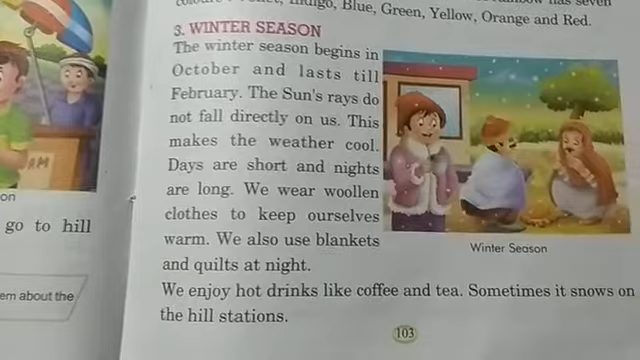 Indigo, Blue, Green, Yellow, Orange and Red.
3. WINTER SEASON
The winter season begins in
October and lasts till
February. The Sun's rays do
not fall directly on us. This
makes the weather cool.
Days are short and nights
are long. We wear woollen
clothes to keep ourselves
warm. We also use blankets
and quilts at night.
We enjoy hot drinks like coffee and tea. Sometimes it snows on
the hill stations.
Winter Season
103
go to hill
about the